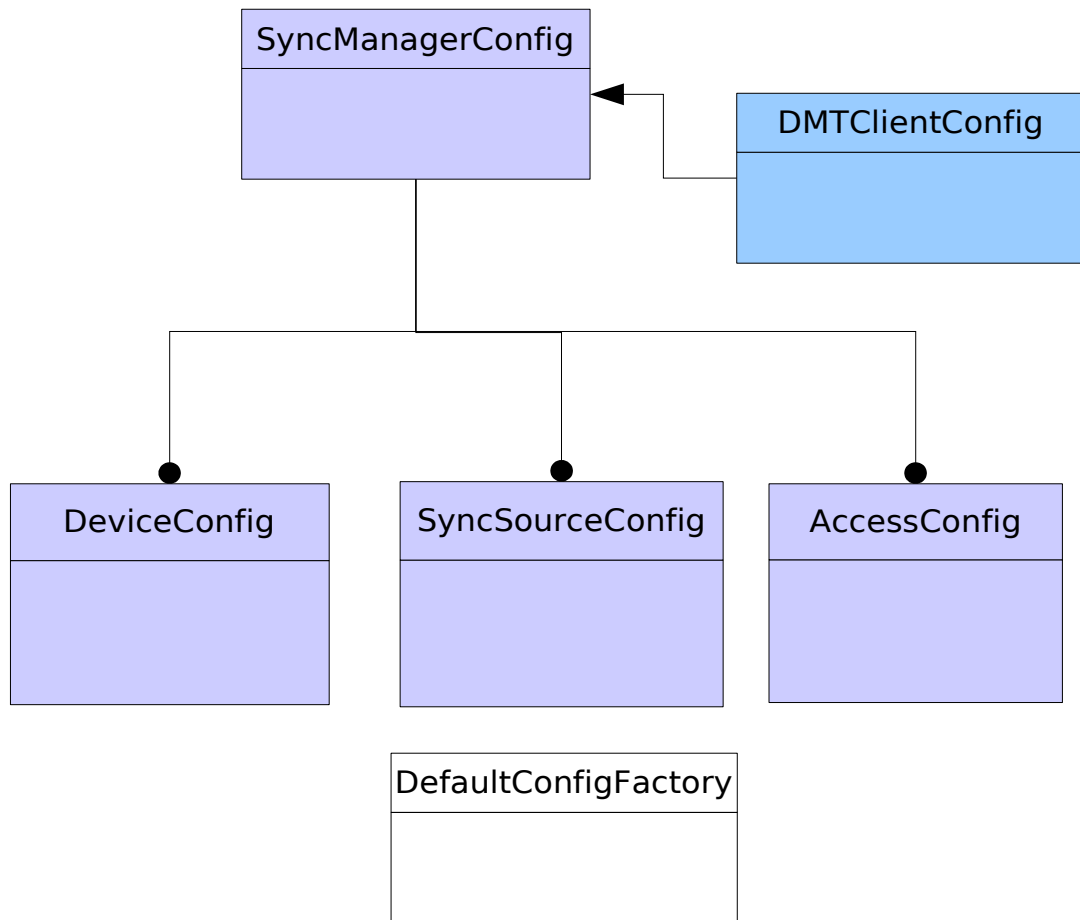 SyncManagerConfig
DMTClientConfig
DeviceConfig
SyncSourceConfig
AccessConfig
DefaultConfigFactory